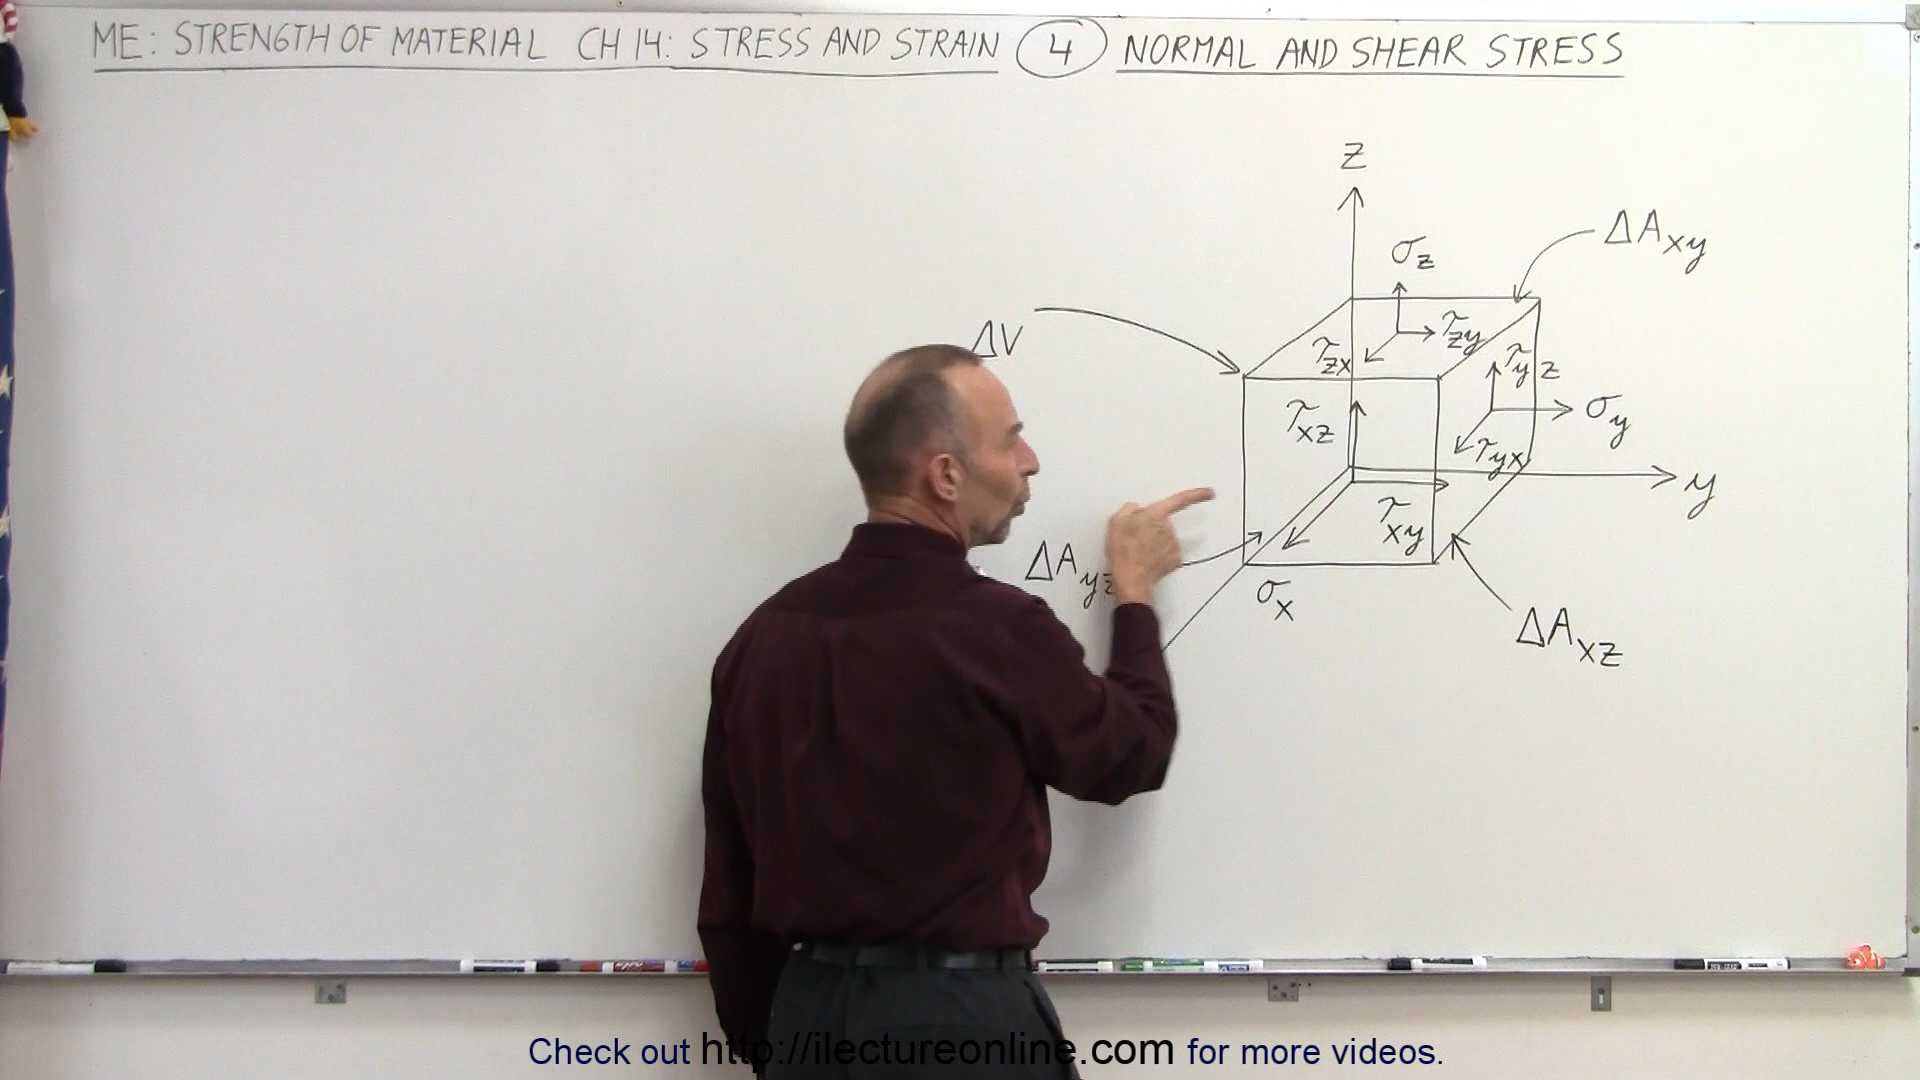 ME: STRENGTH OF MATERIAL CH 14: STRESS AND STRAIN 4 NORMAL AND SHEAR STRESS
z
ΔA_xy
σ_z
ΔV
τ_zy
τ_zx
τ_yz
τ_xz
σ_y
τ_yx
y
τ_xy
ΔA_yz
σ_x
ΔA_xz
Check out http://ilectureonline.com for more videos.